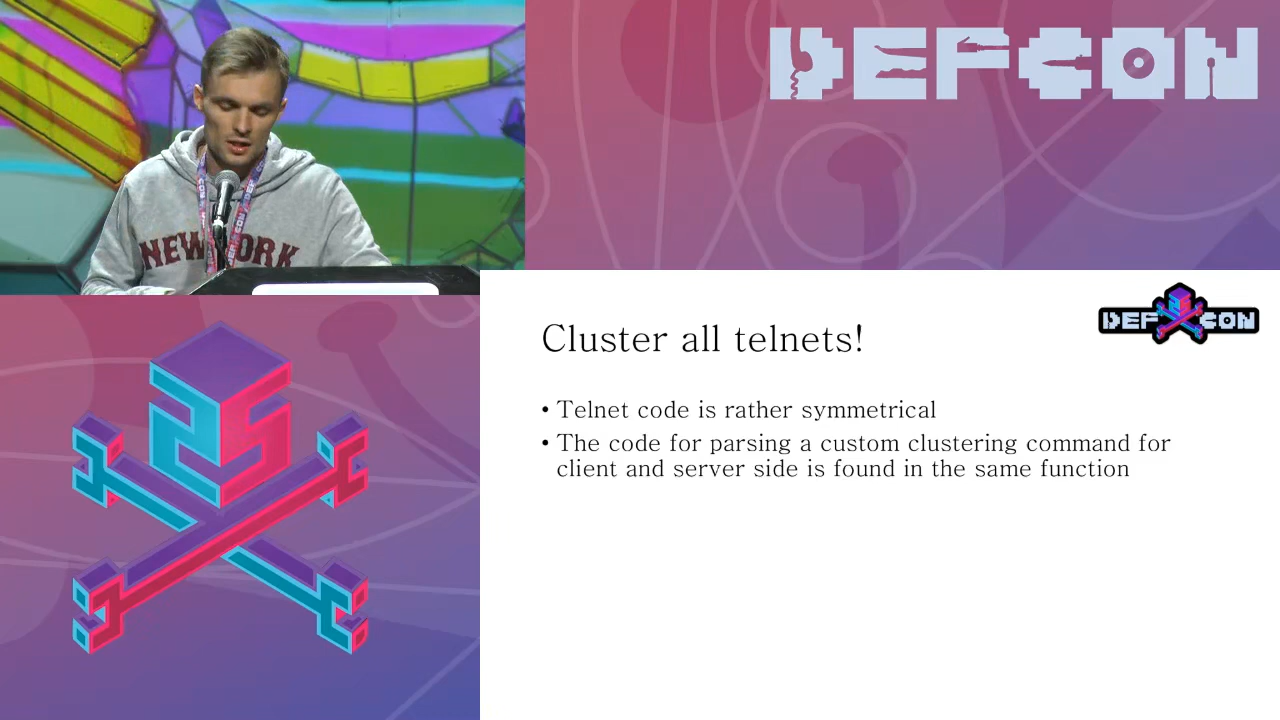 DEFCON
NEW YORK
DEF CON
Cluster all telnets!
• Telnet code is rather symmetrical
• The code for parsing a custom clustering command for
client and server side is found in the same function